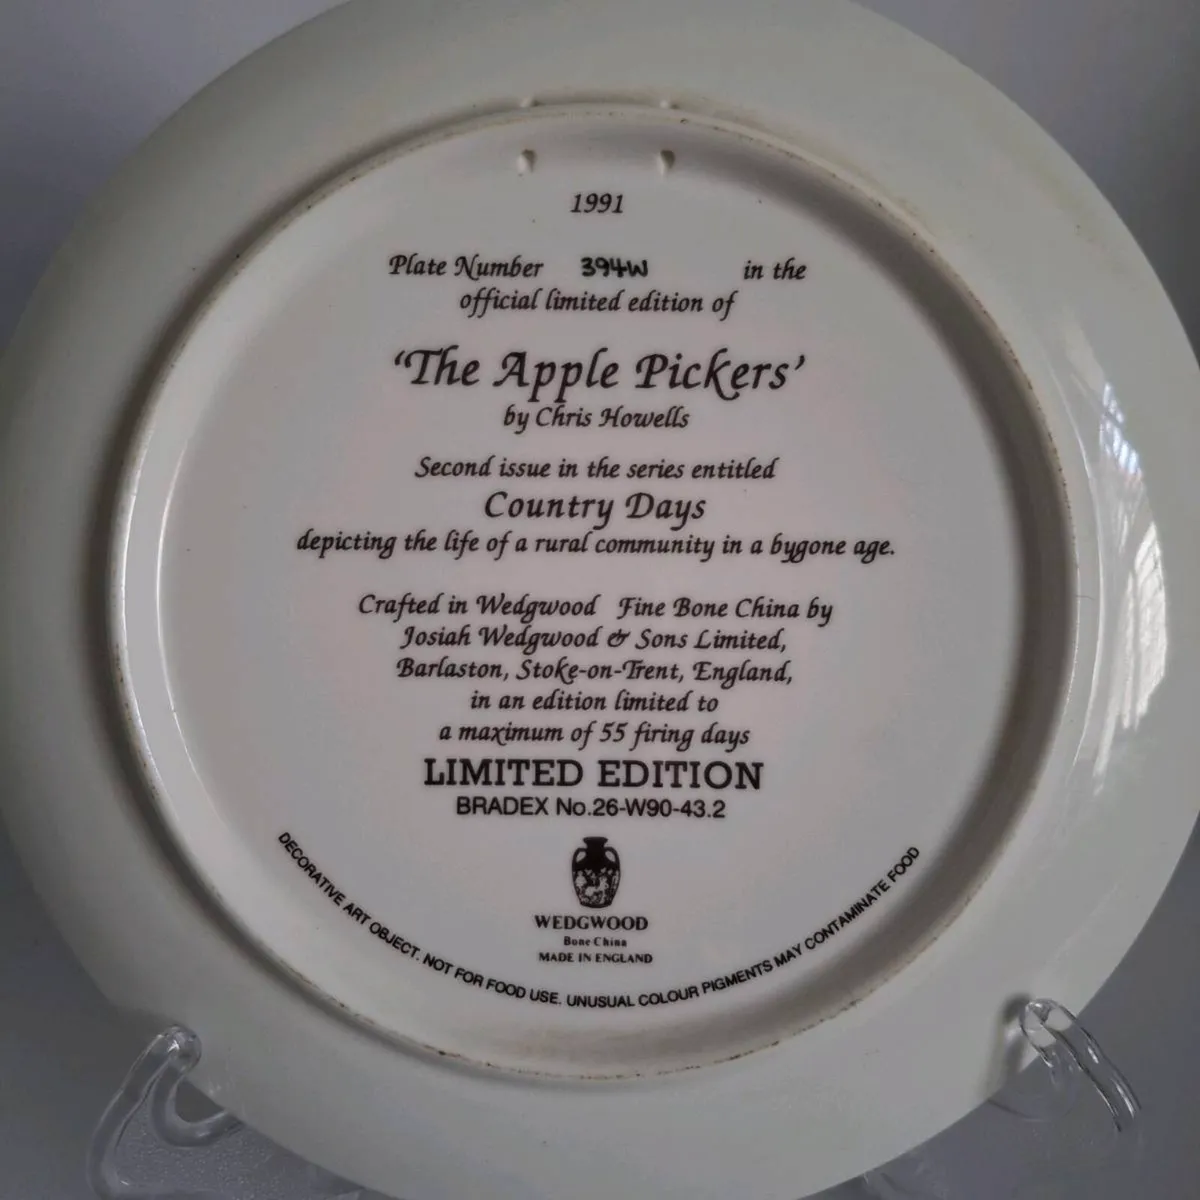 1991
Plate Number 394W in the
official limited edition of
‘The Apple Pickers’
by Chris Howells
Second issue in the series entitled
Country Days
depicting the life of a rural community in a bygone age.
Crafted in Wedgwood Fine Bone China by
Josiah Wedgwood & Sons Limited,
Barlaston, Stoke-on-Trent, England,
in an edition limited to
a maximum of 55 firing days
LIMITED EDITION
BRADEX No.26-W90-43.2
WEDGWOOD
Bone China
MADE IN ENGLAND
DECORATIVE ART OBJECT. NOT FOR FOOD USE. UNUSUAL COLOUR PIGMENTS MAY CONTAMINATE FOOD